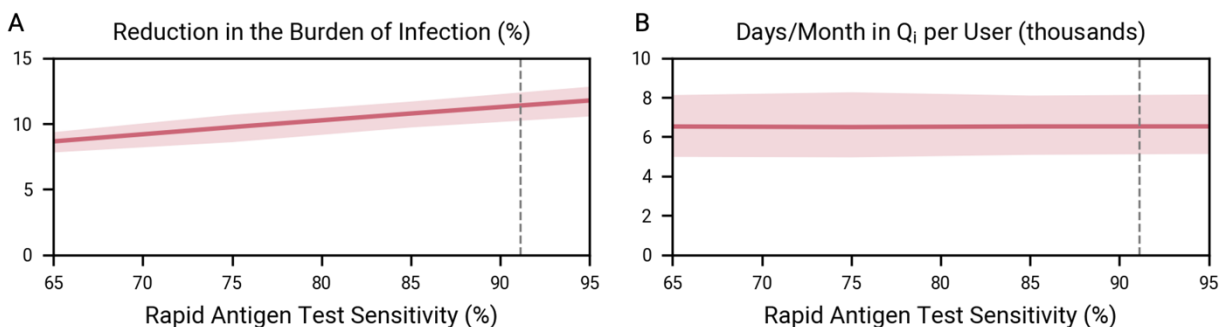 A
Reduction in the Burden of Infection (%)
15
10
5
0
65 70 75 80 85 90 95
Rapid Antigen Test Sensitivity (%)
B
Days/Month in Qᵢ per User (thousands)
10
8
6
4
2
0
65 70 75 80 85 90 95
Rapid Antigen Test Sensitivity (%)